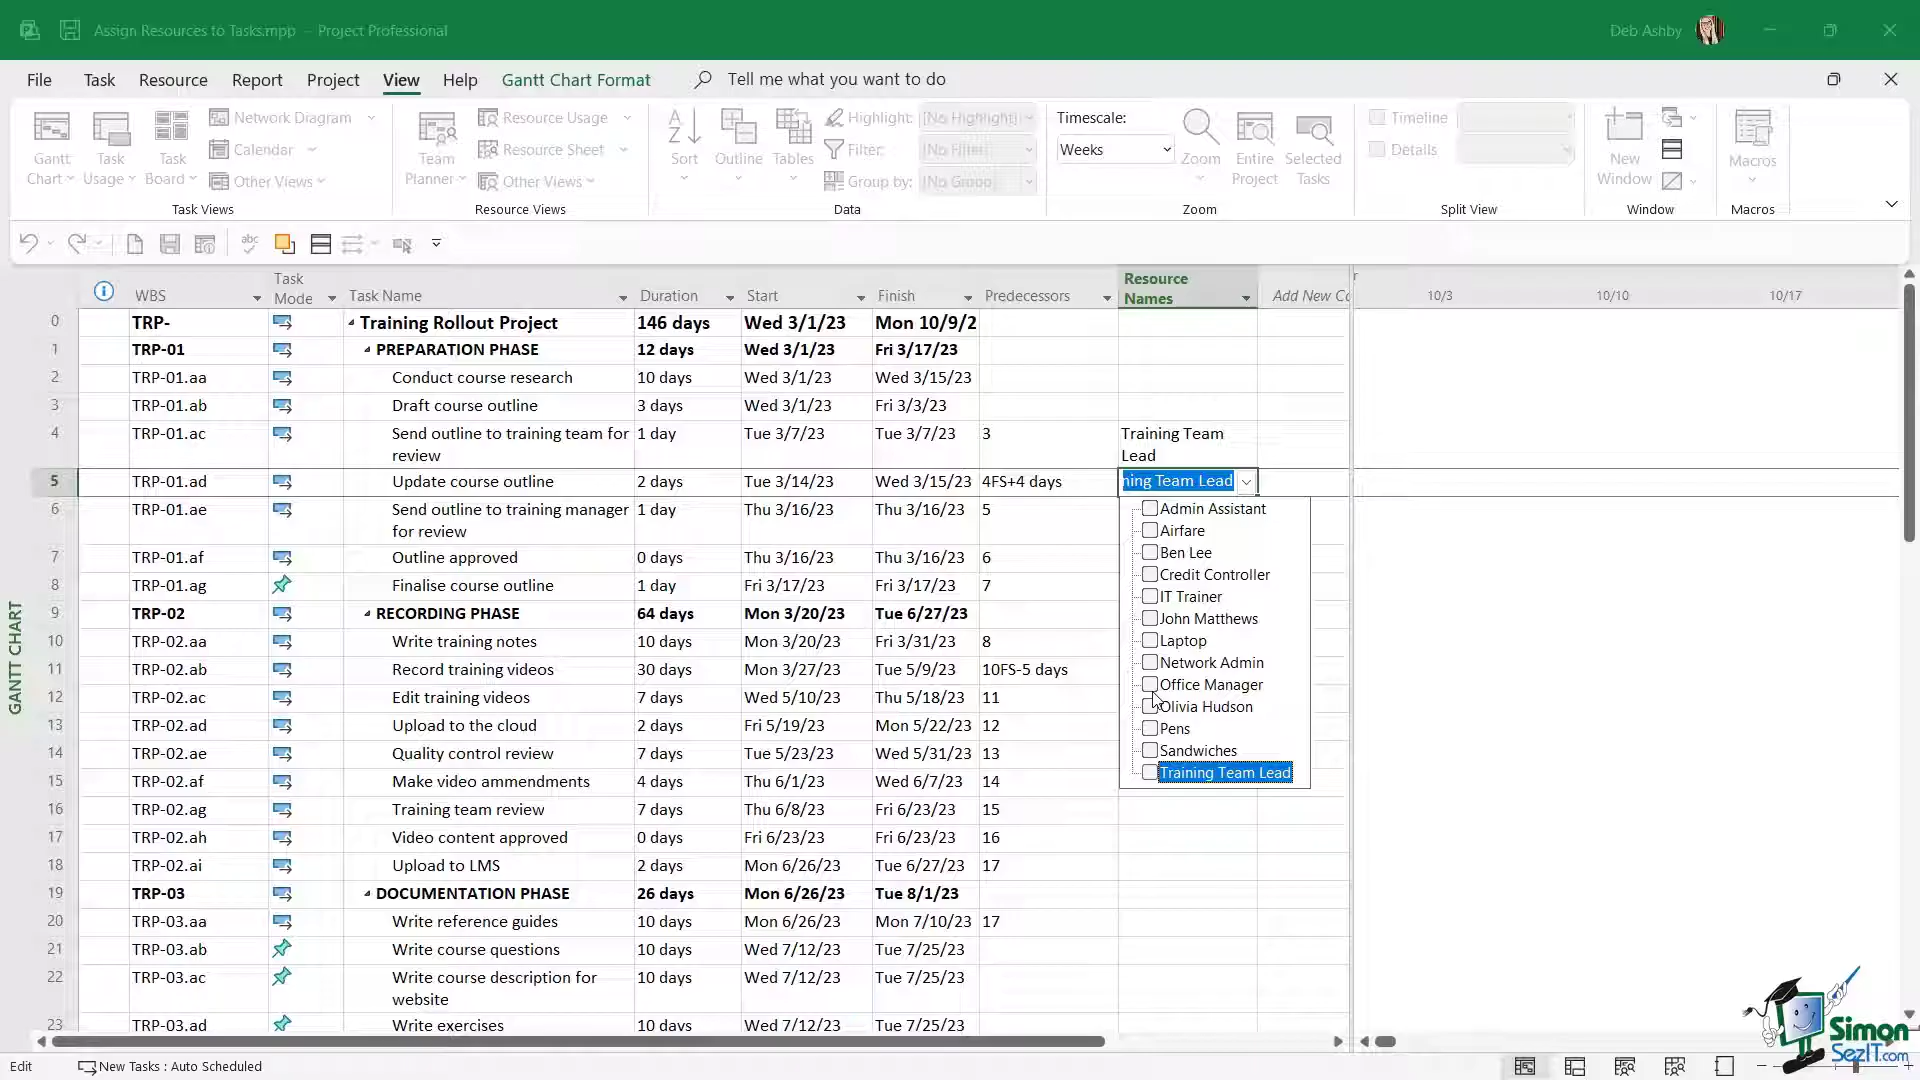 Assign Resources to Tasks.mpp – Project Professional
Deb Ashby
File Task Resource Report Project View Help Gantt Chart Format Tell me what you want to do
Gantt Chart
Task Usage
Task Board
Network Diagram
Calendar
Other Views
Task Views
Team Planner
Resource Usage
Resource Sheet
Other Views
Resource Views
Sort
Outline
Tables
Highlight: [No Highlight]
Filter: [No Filter]
Group by: [No Group]
Data
Timescale:
Weeks
Zoom
Entire Project
Selected Tasks
Zoom
Timeline
Details
Split View
New Window
Window
Macros
Macros
abc
WBS Task Mode Task Name Duration Start Finish Predecessors Resource Names Add New Co
10/3 10/10 10/17
0 TRP- Training Rollout Project 146 days Wed 3/1/23 Mon 10/9/2
1 TRP-01 PREPARATION PHASE 12 days Wed 3/1/23 Fri 3/17/23
2 TRP-01.aa Conduct course research 10 days Wed 3/1/23 Wed 3/15/23
3 TRP-01.ab Draft course outline 3 days Wed 3/1/23 Fri 3/3/23
4 TRP-01.ac Send outline to training team for review 1 day Tue 3/7/23 Tue 3/7/23 3 Training Team Lead
5 TRP-01.ad Update course outline 2 days Tue 3/14/23 Wed 3/15/23 4FS+4 days ning Team Lead
6 TRP-01.ae Send outline to training manager for review 1 day Thu 3/16/23 Thu 3/16/23 5
7 TRP-01.af Outline approved 0 days Thu 3/16/23 Thu 3/16/23 6
8 TRP-01.ag Finalise course outline 1 day Fri 3/17/23 Fri 3/17/23 7
9 TRP-02 RECORDING PHASE 64 days Mon 3/20/23 Tue 6/27/23
10 TRP-02.aa Write training notes 10 days Mon 3/20/23 Fri 3/31/23 8
11 TRP-02.ab Record training videos 30 days Mon 3/27/23 Tue 5/9/23 10FS-5 days
12 TRP-02.ac Edit training videos 7 days Wed 5/10/23 Thu 5/18/23 11
13 TRP-02.ad Upload to the cloud 2 days Fri 5/19/23 Mon 5/22/23 12
14 TRP-02.ae Quality control review 7 days Tue 5/23/23 Wed 5/31/23 13
15 TRP-02.af Make video ammendments 4 days Thu 6/1/23 Wed 6/7/23 14
16 TRP-02.ag Training team review 7 days Thu 6/8/23 Fri 6/23/23 15
17 TRP-02.ah Video content approved 0 days Fri 6/23/23 Fri 6/23/23 16
18 TRP-02.ai Upload to LMS 2 days Mon 6/26/23 Tue 6/27/23 17
19 TRP-03 DOCUMENTATION PHASE 26 days Mon 6/26/23 Tue 8/1/23
20 TRP-03.aa Write reference guides 10 days Mon 6/26/23 Mon 7/10/23 17
21 TRP-03.ab Write course questions 10 days Wed 7/12/23 Tue 7/25/23
22 TRP-03.ac Write course description for website 10 days Wed 7/12/23 Tue 7/25/23
23 TRP-03.ad Write exercises 10 days Wed 7/12/23 Tue 7/25/23
Admin Assistant
Airfare
Ben Lee
Credit Controller
IT Trainer
John Matthews
Laptop
Network Admin
Office Manager
Olivia Hudson
Pens
Sandwiches
Training Team Lead
GANTT CHART
Edit New Tasks : Auto Scheduled
Simon
SezIT.com